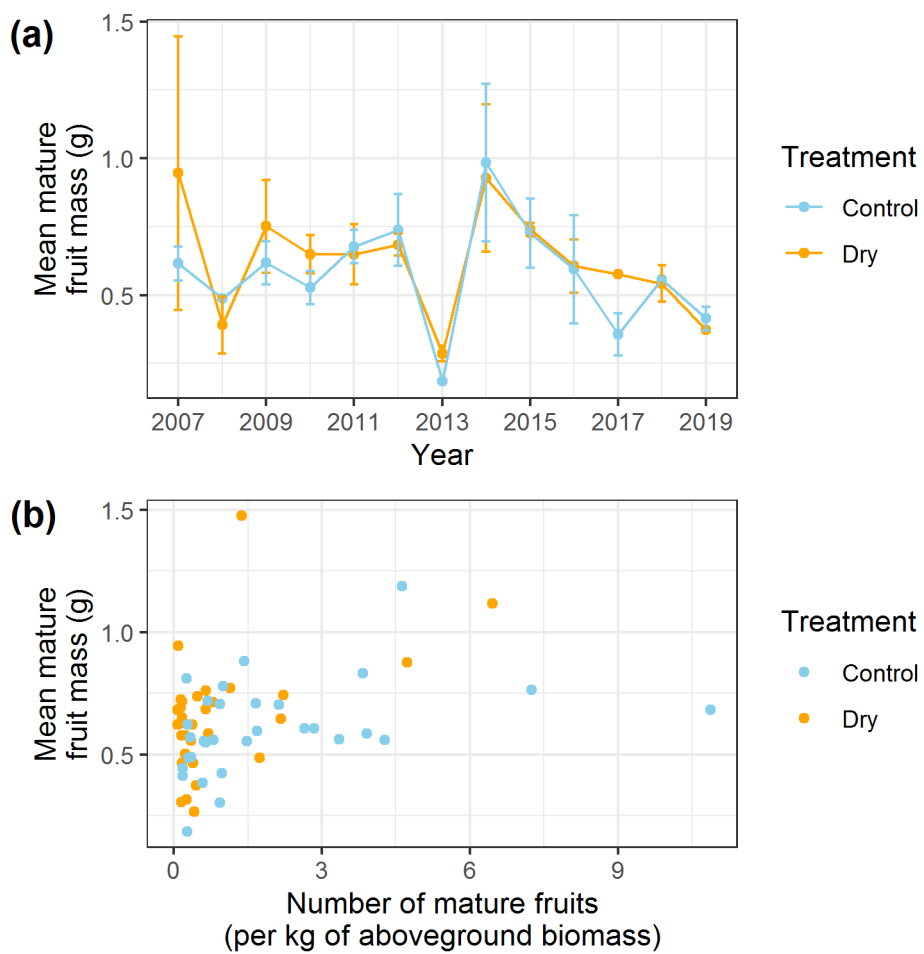 (a)
Mean mature
fruit mass (g)
1.5
1.0
0.5
2007 2009 2011 2013 2015 2017 2019
Year
Treatment
Control
Dry
(b)
Mean mature
fruit mass (g)
1.5
1.0
0.5
0 3 6 9
Number of mature fruits
(per kg of aboveground biomass)
Treatment
Control
Dry